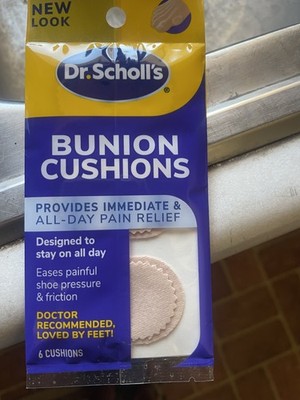 NEW
LOOK
Dr. Scholl's®
BUNION
CUSHIONS
PROVIDES IMMEDIATE &
ALL-DAY PAIN RELIEF
Designed to
stay on all day
Eases painful
shoe pressure
& friction
DOCTOR
RECOMMENDED,
LOVED BY FEET!
6 CUSHIONS